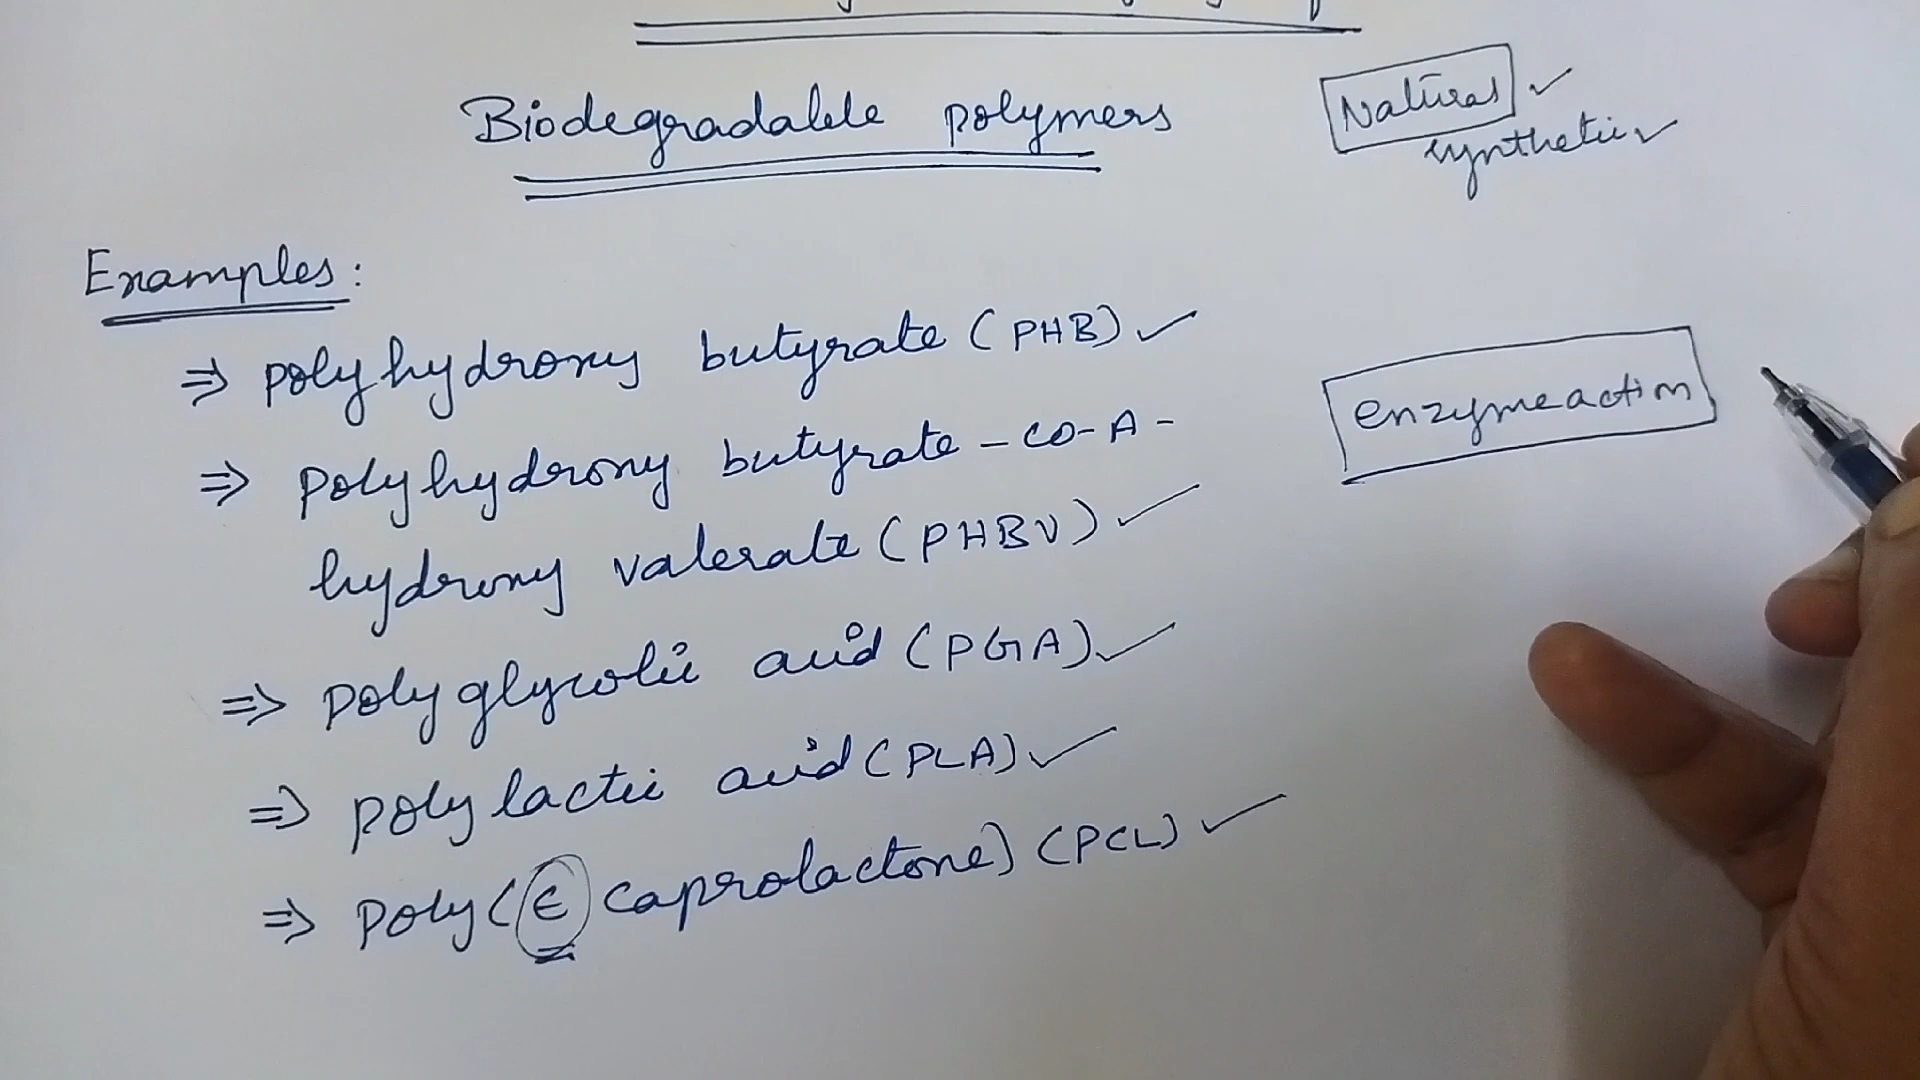 Biodegradable polymers
Natural
synthetic
Examples:
⇒ polyhydroxy butyrate (PHB)
⇒ polyhydroxy butyrate - co - A -
hydroxy valerate (PHBV)
enzyme action
⇒ polyglycolic acid (PGA)
⇒ polylactic acid (PLA)
⇒ poly (ε caprolactone) (PCL)